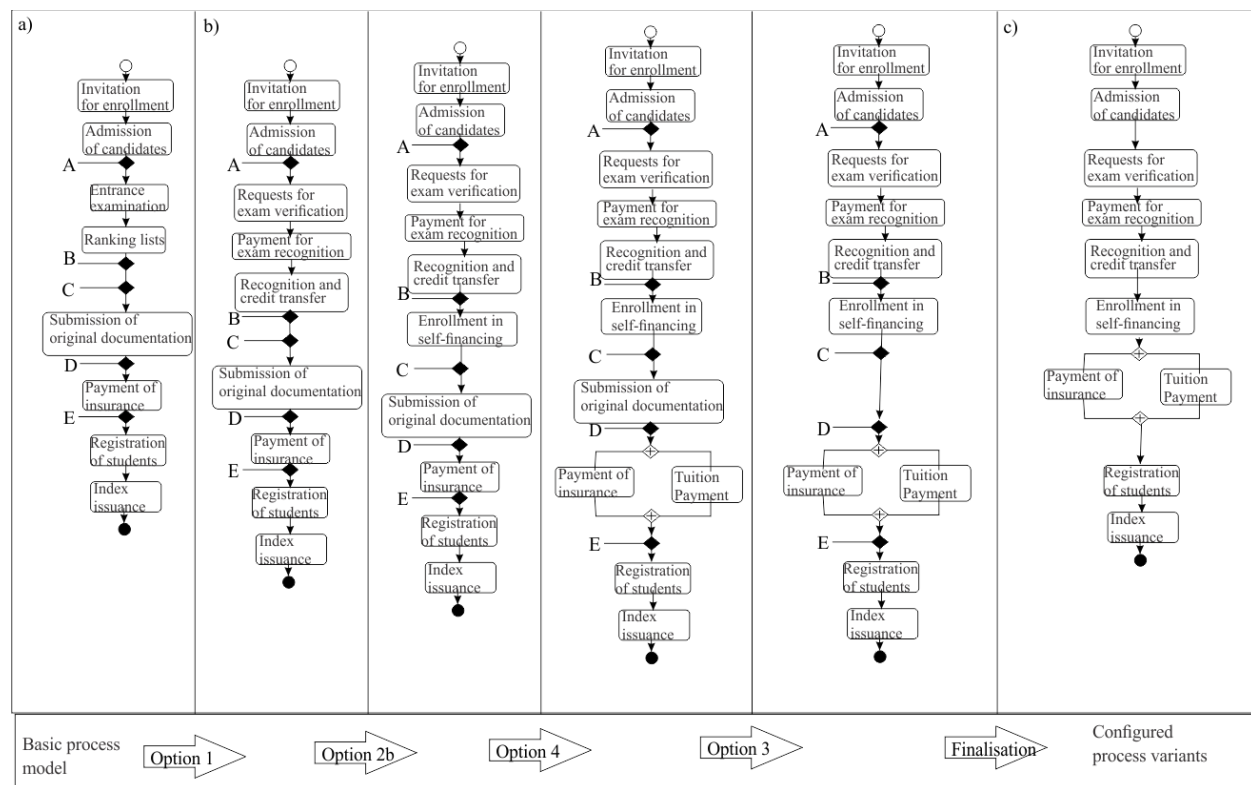 a)
Invitation
for enrollment
Admission
of candidates
A
Entrance
examination
Ranking lists
B
C
Submission of
original documentation
D
Payment of
insurance
E
Registration
of students
Index
issuance
b)
Invitation
for enrollment
Admission
of candidates
A
Requests for
exam verification
Payment for
exam recognition
Recognition and
credit transfer
B
C
Submission of
original documentation
D
Payment of
insurance
E
Registration
of students
Index
issuance
Invitation
for enrollment
Admission
of candidates
A
Requests for
exam verification
Payment for
exam recognition
Recognition and
credit transfer
B
Enrollment in
self-financing
C
Submission of
original documentation
D
Payment of
insurance
E
Registration
of students
Index
issuance
Invitation
for enrollment
Admission
of candidates
A
Requests for
exam verification
Payment for
exam recognition
Recognition and
credit transfer
B
Enrollment in
self-financing
C
Submission of
original documentation
D
Payment of
insurance
Tuition
Payment
E
Registration
of students
Index
issuance
Invitation
for enrollment
Admission
of candidates
A
Requests for
exam verification
Payment for
exam recognition
Recognition and
credit transfer
B
Enrollment in
self-financing
C
D
Payment of
insurance
Tuition
Payment
E
Registration
of students
Index
issuance
c)
Invitation
for enrollment
Admission
of candidates
Requests for
exam verification
Payment for
exam recognition
Recognition and
credit transfer
Enrollment in
self-financing
Payment of
insurance
Tuition
Payment
Registration
of students
Index
issuance
Basic process
model
Option 1
Option 2b
Option 4
Option 3
Finalisation
Configured
process variants